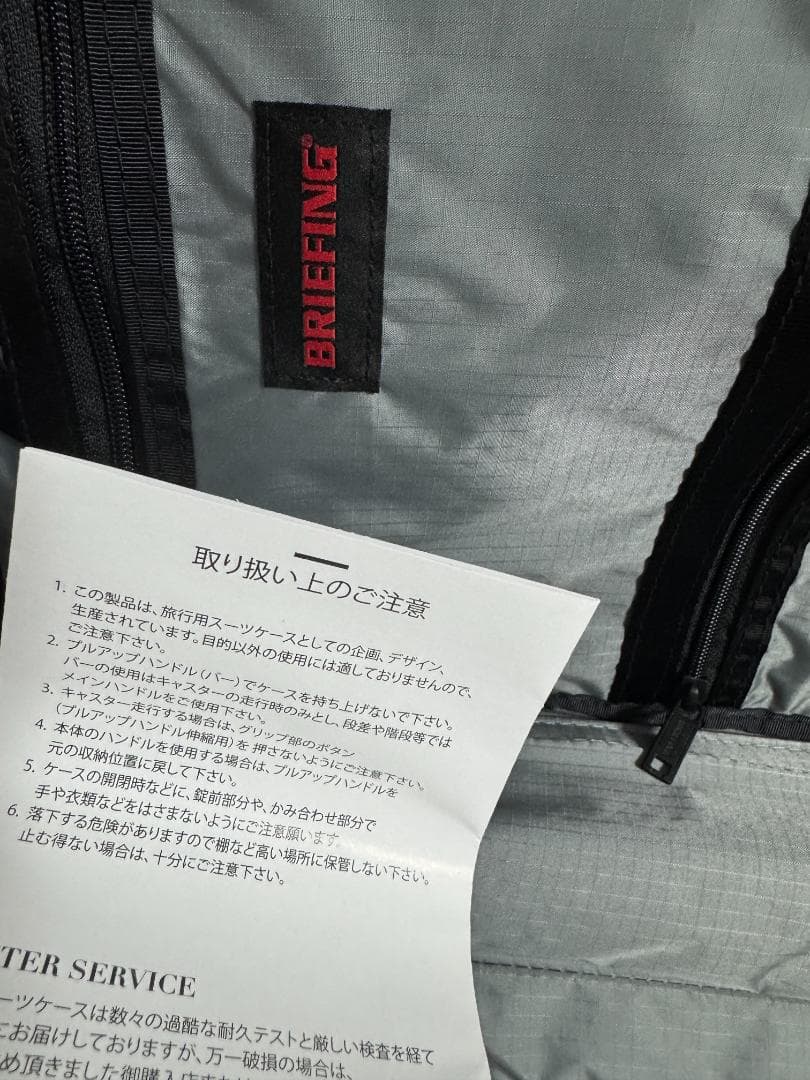 BRIEFING®
取り扱い上のご注意
1. この製品は、旅行用スーツケースとしての企画、デザイン、
生産されています。目的以外の使用には適しておりませんので、
ご注意下さい。
2. プルアップハンドル(バー)でケースを持ち上げないで下さい。
バーの使用はキャスターの走行時のみとし、段差や階段等では
メインハンドルをご使用下さい。
3. キャスター走行する場合は、グリップ部のボタン
(プルアップハンドル伸縮用)を押さないようにご注意下さい。
4. 本体のハンドルを使用する場合は、プルアップハンドルを
元の収納位置に戻して下さい。
5. ケースの開閉時などに、錠前部分や、かみ合わせ部分で
手や衣類などをはさまないようにご注意願います。
6. 落下する危険がありますので棚など高い場所に保管しない下さい。
止む得ない場合は、十分にご注意下さい。
TER SERVICE
ーツケースは数々の過酷な耐久テストと厳しい検査を経て
にお届けしておりますが、万一破損の場合は、
め頂きました御購入店